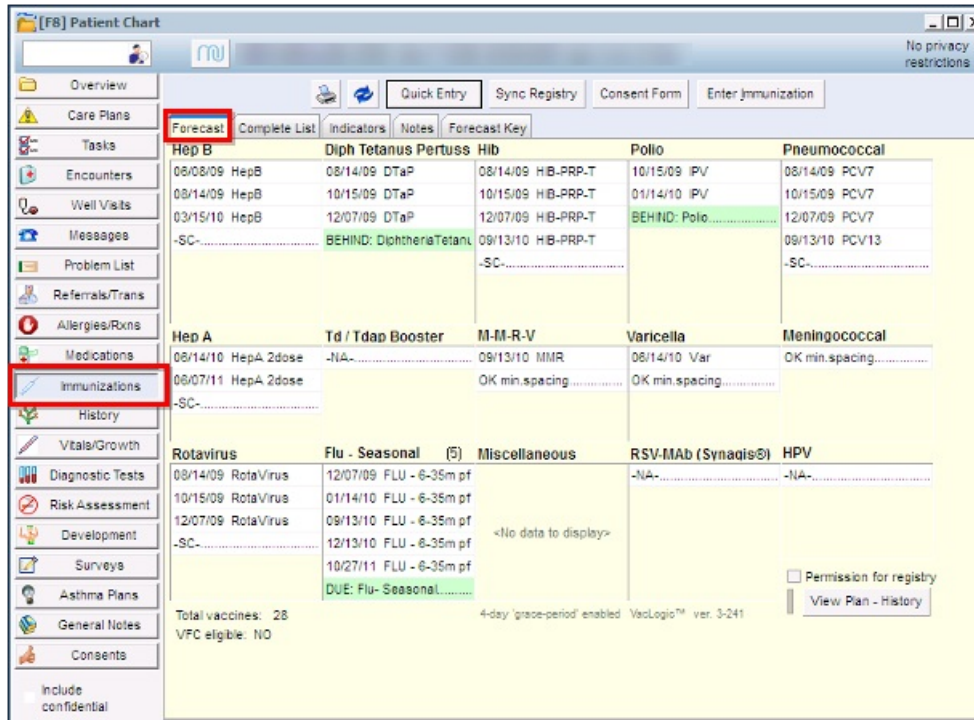 [F8] Patient Chart
No privacy
restrictions
Overview
Care Plans
Tasks
Encounters
Well Visits
Messages
Problem List
Referrals/Trans
Allergies/Rxns
Medications
Immunizations
History
Vitals/Growth
Diagnostic Tests
Risk Assessment
Development
Surveys
Asthma Plans
General Notes
Consents
Include
confidential
Quick Entry Sync Registry Consent Form Enter Immunization
Forecast Complete List Indicators Notes Forecast Key
Hep B Diph Tetanus Pertuss Hib Polio Pneumococcal
06/08/09 HepB 08/14/09 DTaP 08/14/09 HIB-PRP-T 10/15/09 IPV 08/14/09 PCV7
08/14/09 HepB 10/15/09 DTaP 10/15/09 HIB-PRP-T 01/14/10 IPV 10/15/09 PCV7
03/15/10 HepB 12/07/09 DTaP 12/07/09 HIB-PRP-T BEHIND: Polio 12/07/09 PCV7
-SC- BEHIND: DiphtheriaTetanu 09/13/10 HIB-PRP-T 09/13/10 PCV13
-SC- -SC-
Hep A Td / Tdap Booster M-M-R-V Varicella Meningococcal
06/14/10 HepA 2dose -NA- 09/13/10 MMR 06/14/10 Var OK min.spacing
06/07/11 HepA 2dose OK min.spacing OK min.spacing
-SC-
Rotavirus Flu - Seasonal (5) Miscellaneous RSV-MAb (Synagis®) HPV
08/14/09 RotaVirus 12/07/09 FLU - 6-35m pf -NA- -NA-
10/15/09 RotaVirus 01/14/10 FLU - 6-35m pf
12/07/09 RotaVirus 09/13/10 FLU - 6-35m pf <No data to display>
-SC- 12/13/10 FLU - 6-35m pf
10/27/11 FLU - 6-35m pf
DUE: Flu- Seasonal
Permission for registry
View Plan - History
Total vaccines: 28 4-day 'grace-period' enabled VacLogic™ ver. 3-241
VFC eligible: NO